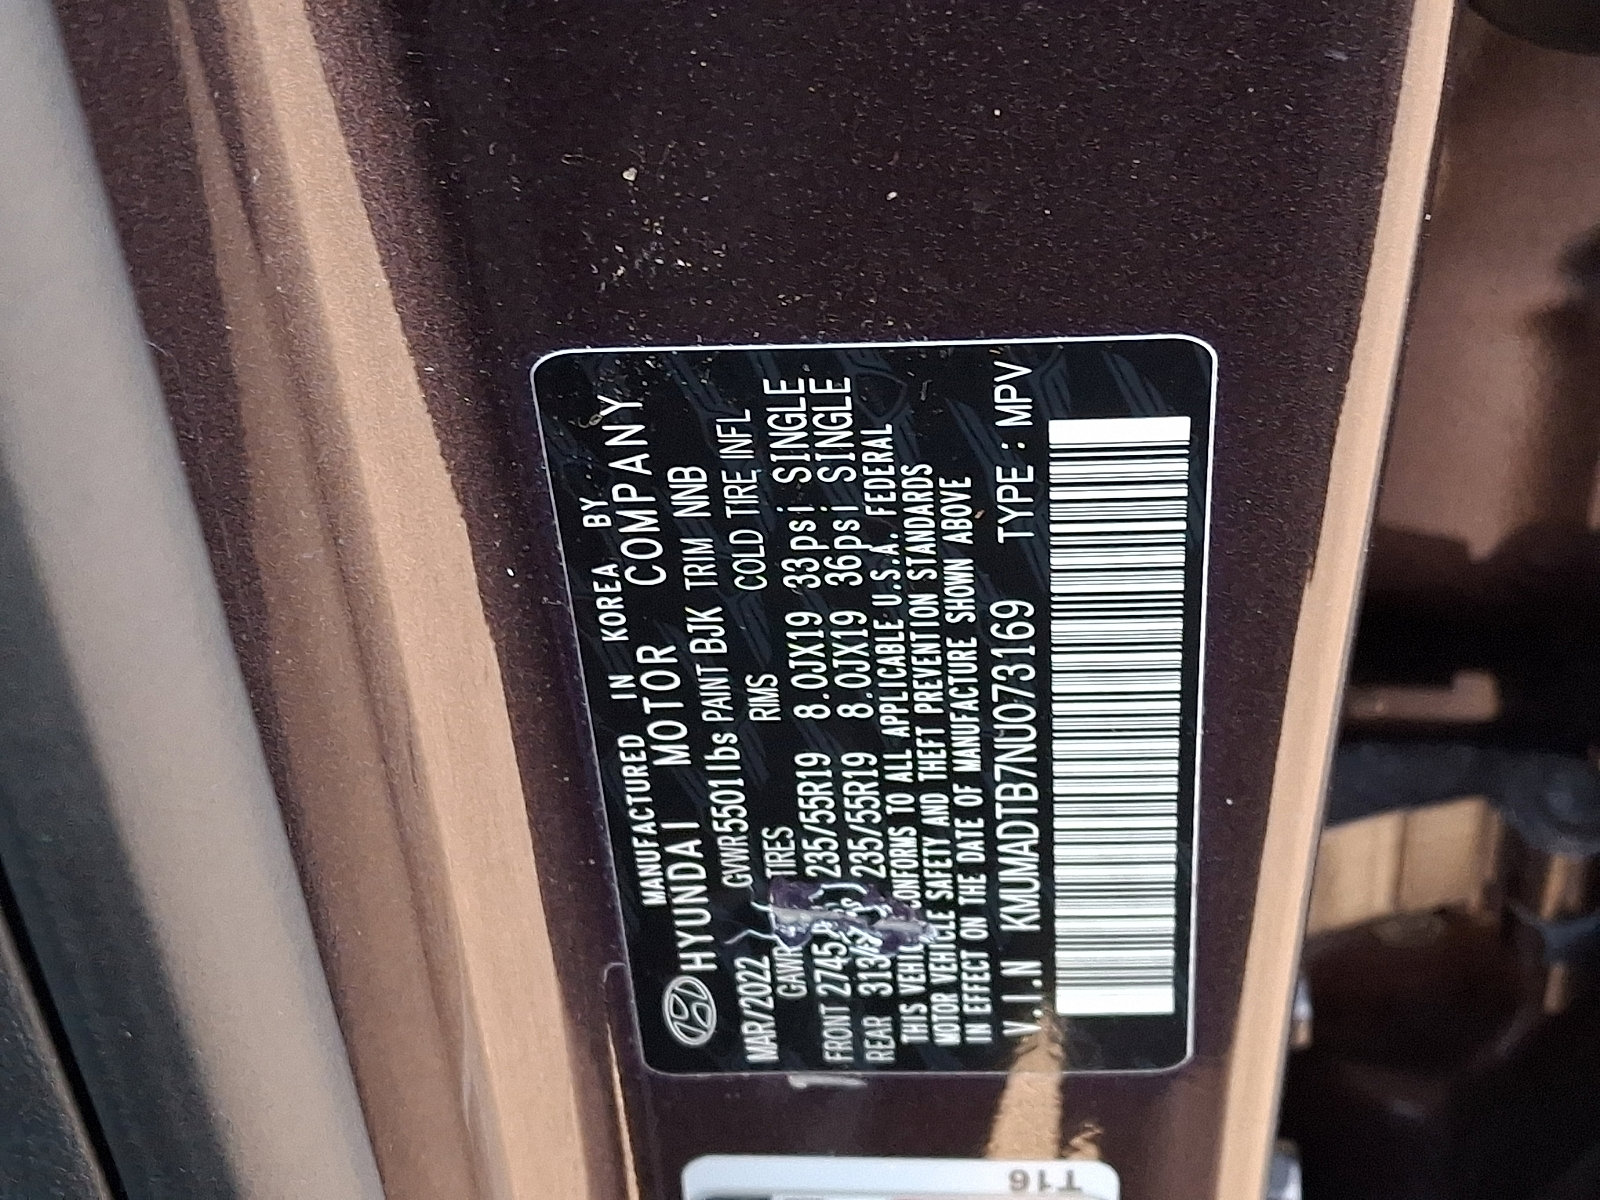 MANUFACTURED IN KOREA BY
HYUNDAI MOTOR COMPANY
MAR/2022 GVWR5501lbs PAINT BJK TRIM NNB
GAWR TIRES RIMS COLD TIRE INFL
FRONT 2745 235/55R19 8.0JX19 33psi SINGLE
REAR 235/55R19 8.0JX19 36psi SINGLE
THIS VEHICLE CONFORMS TO ALL APPLICABLE U.S.A. FEDERAL
MOTOR VEHICLE SAFETY AND THEFT PREVENTION STANDARDS
IN EFFECT ON THE DATE OF MANUFACTURE SHOWN ABOVE
V.I.N KMUMADTB7NU073169 TYPE : MPV
T16